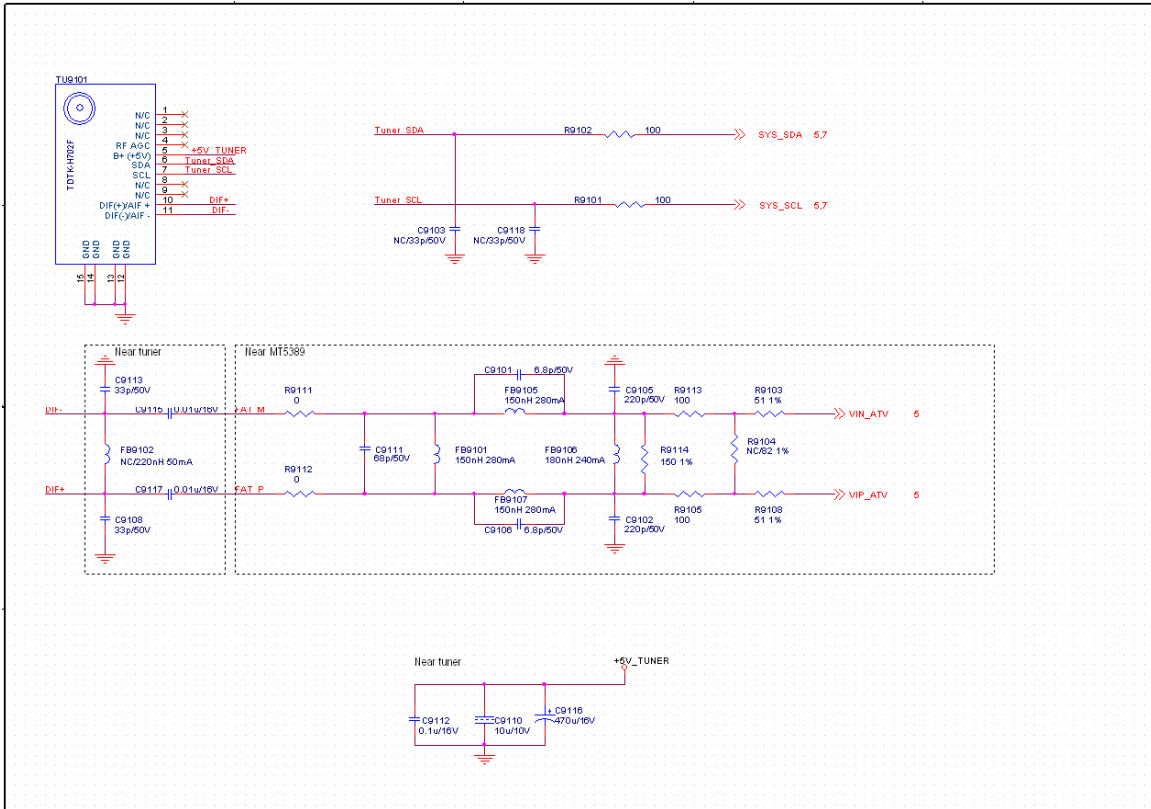 TU9101
TDTK-H702F
N/C 1
N/C 2
N/C 3
RF AGC 4
B+ (+5V) 5 +5V_TUNER
SDA 6 Tuner_SDA
SCL 7 Tuner_SCL
N/C 8
N/C 9
DIF(+)/AIF + 10 DIF+
DIF(-)/AIF - 11 DIF-
GND GND GND GND
15 14 13 12
Tuner_SDA R9102 100 SYS_SDA 5,7
Tuner_SCL R9101 100 SYS_SCL 5,7
C9103
NC/33p/50V
C9118
NC/33p/50V
Near tuner
C9113
33p/50V
DIF-
C9115 0.01u/16V
FB9102
NC/220nH 50mA
DIF+
C9117 0.01u/16V
C9108
33p/50V
Near MT5389
FAT_M
R9111
0
C9101 6.8p/50V
FB9105
150nH 280mA
C9105
220p/50V
R9113
100
R9103
51 1%
VIN_ATV 5
C9111
68p/50V
FB9101
150nH 280mA
FB9106
180nH 240mA
R9114
150 1%
R9104
NC/82 1%
FAT_P
R9112
0
FB9107
150nH 280mA
C9106 6.8p/50V
C9102
220p/50V
R9105
100
R9108
51 1%
VIP_ATV 5
Near tuner
+5V_TUNER
C9112
0.1u/16V
C9110
10u/10V
+ C9116
470u/16V